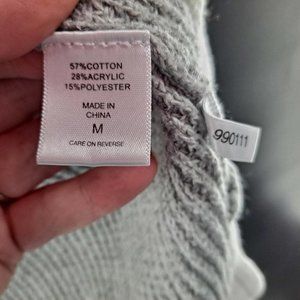 57%COTTON
28%ACRYLIC
15%POLYESTER
MADE IN
CHINA
M
CARE ON REVERSE
990111